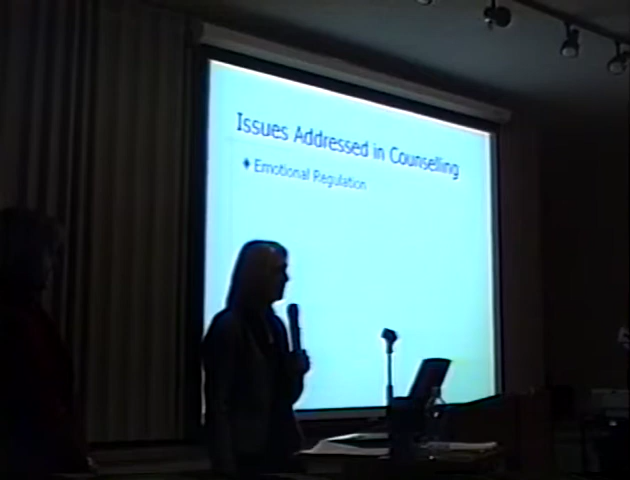 Issues Addressed in Counselling
♦ Emotional Regulation